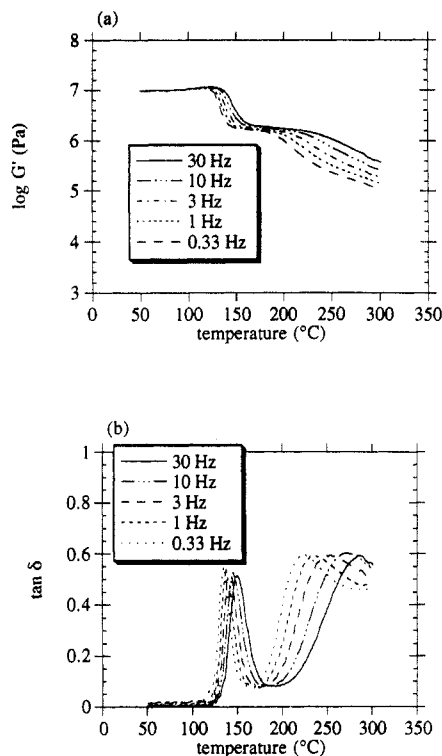 (a)
8
7
6
5
4
3
log G' (Pa)
30 Hz
10 Hz
3 Hz
1 Hz
0.33 Hz
0 50 100 150 200 250 300 350
temperature (°C)
(b)
1
0.8
0.6
0.4
0.2
0
tan δ
30 Hz
10 Hz
3 Hz
1 Hz
0.33 Hz
0 50 100 150 200 250 300 350
temperature (°C)